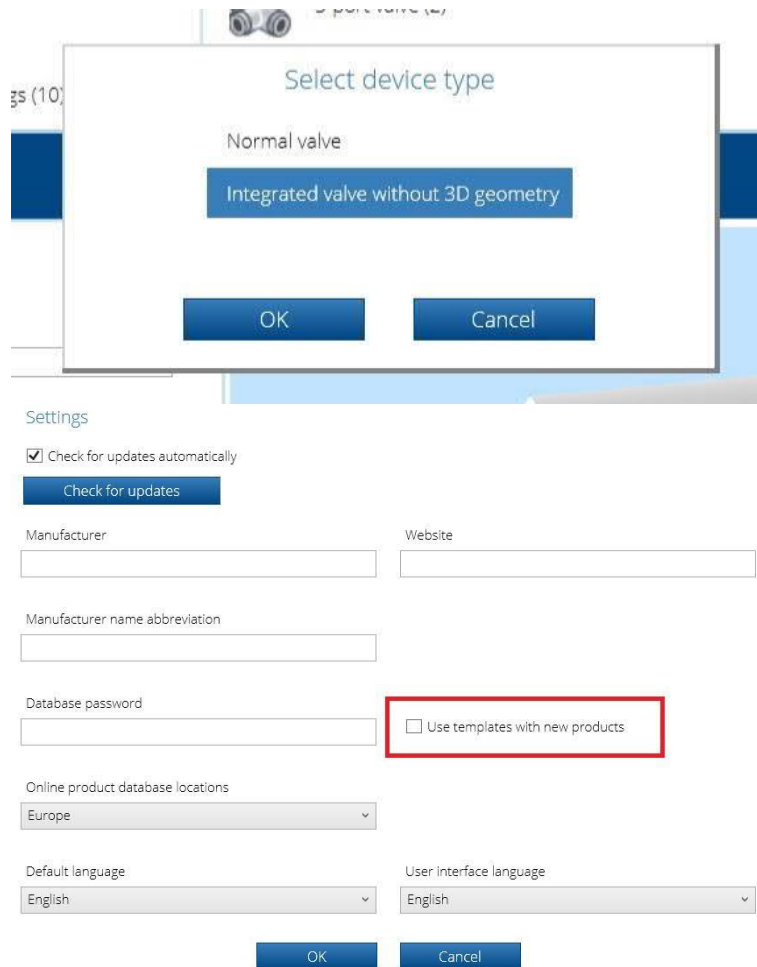 Select device type
Normal valve
Integrated valve without 3D geometry
OK Cancel
Settings
Check for updates automatically
Check for updates
Manufacturer Website
Manufacturer name abbreviation
Database password
Use templates with new products
Online product database locations
Europe
Default language User interface language
English English
OK Cancel